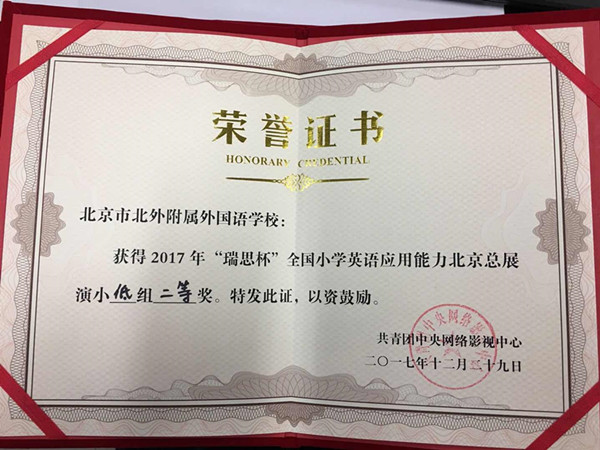 荣誉证书
HONORARY CREDENTIAL
北京市北外附属外国语学校：
获得2017年“瑞思杯”全国小学英语应用能力北京总展
演小低组二等奖。特发此证，以资鼓励。
共青团中央网络影视中心
二〇一七年十二月二十九日